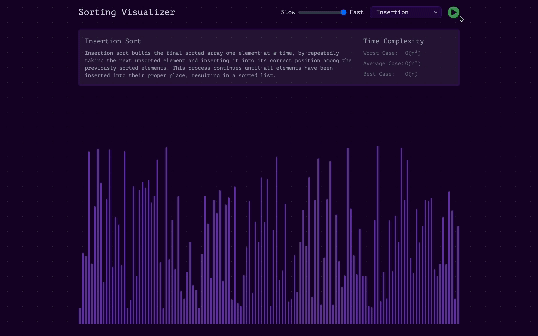 Sorting Visualizer
Slow Fast Insertion
Insertion Sort
Insertion sort builds the final sorted array one element at a time, by repeatedly
taking the next unsorted element and inserting it into its correct position among the
previously sorted elements. This process continues until all elements have been
inserted into their proper place, resulting in a sorted list.
Time Complexity
Worst Case: O(n²)
Average Case: O(n²)
Best Case: